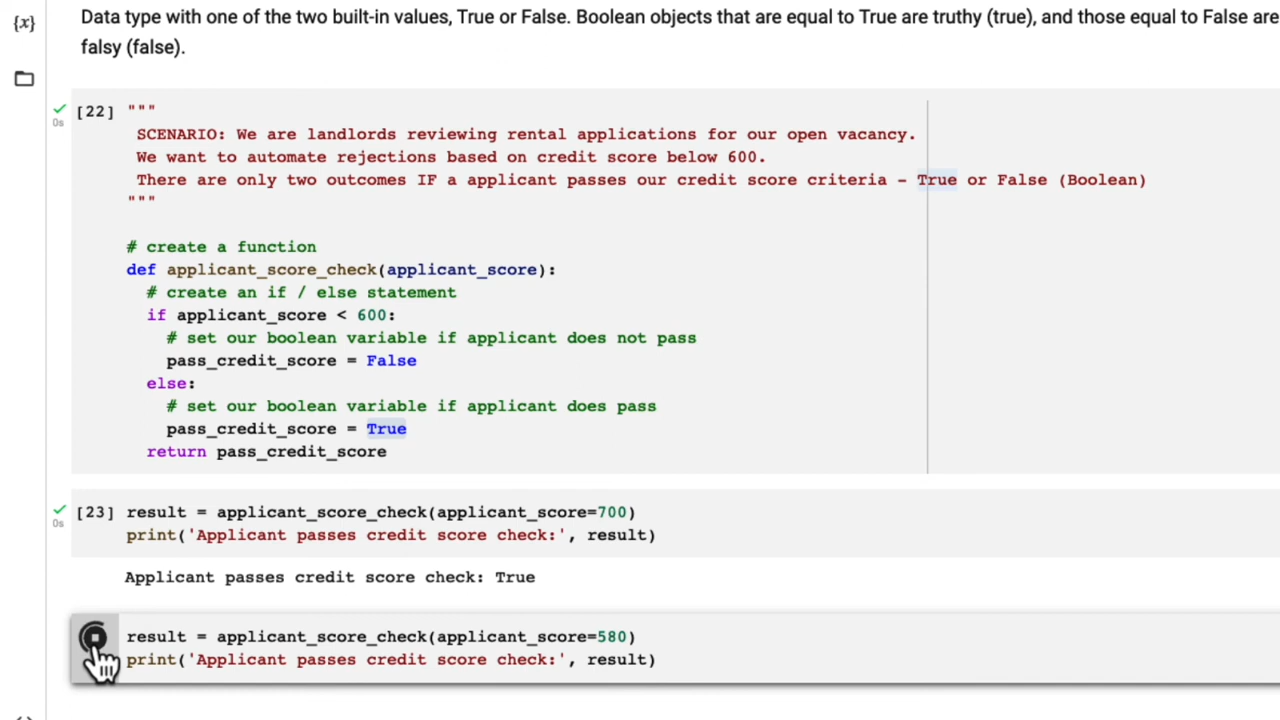 {x}
Data type with one of the two built-in values, True or False. Boolean objects that are equal to True are truthy (true), and those equal to False are
falsy (false).
[22] """
0s
SCENARIO: We are landlords reviewing rental applications for our open vacancy.
We want to automate rejections based on credit score below 600.
There are only two outcomes IF a applicant passes our credit score criteria - True or False (Boolean)
"""
# create a function
def applicant_score_check(applicant_score):
# create an if / else statement
if applicant_score < 600:
# set our boolean variable if applicant does not pass
pass_credit_score = False
else:
# set our boolean variable if applicant does pass
pass_credit_score = True
return pass_credit_score
[23] result = applicant_score_check(applicant_score=700)
0s
print('Applicant passes credit score check:', result)
Applicant passes credit score check: True
result = applicant_score_check(applicant_score=580)
print('Applicant passes credit score check:', result)